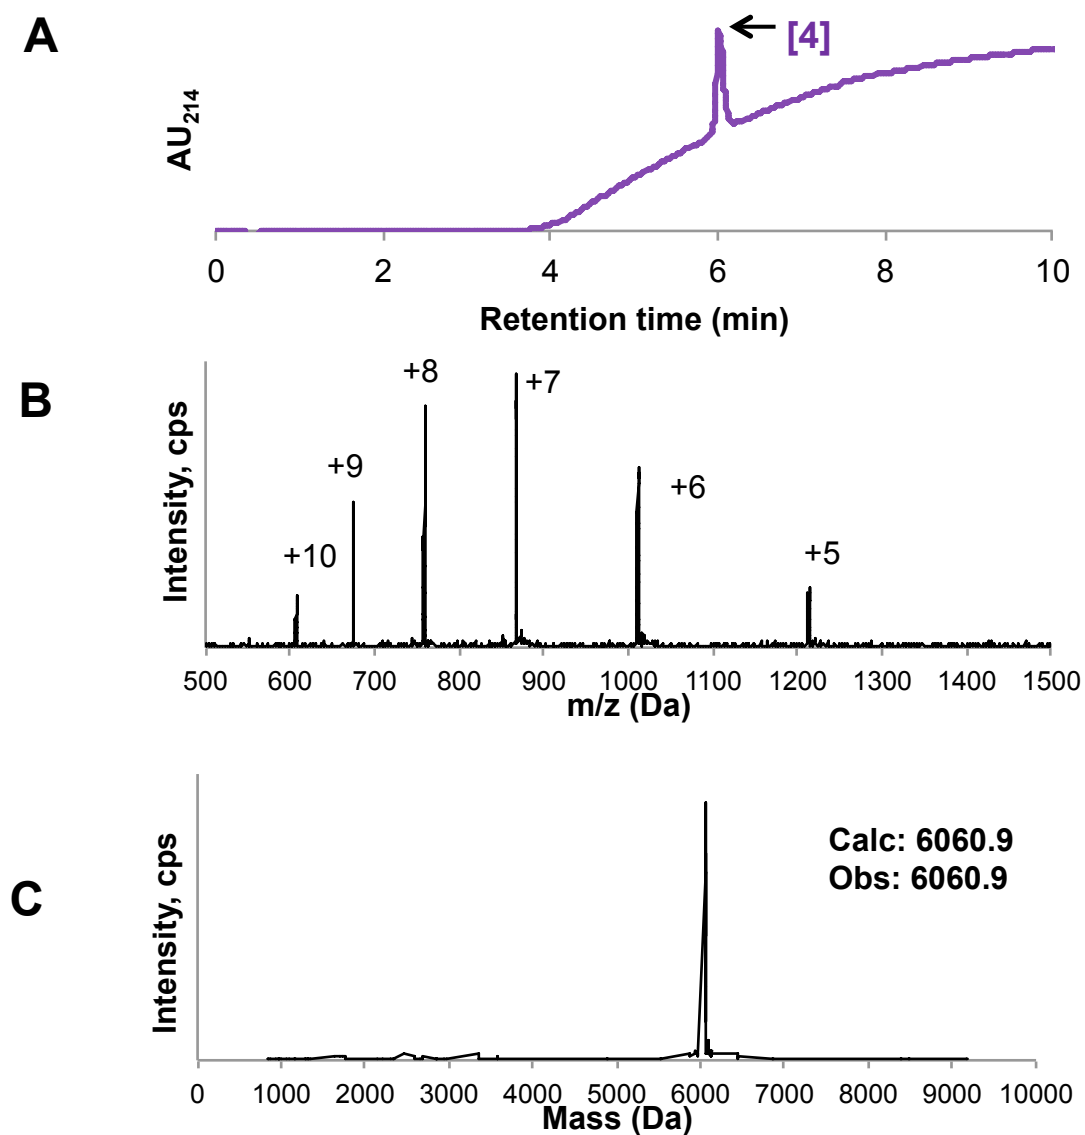 A
[4]
AU214
0 2 4 6 8 10
Retention time (min)
B
+8
+7
+9
+6
+10
+5
Intensity, cps
500 600 700 800 900 1000 1100 1200 1300 1400 1500
m/z (Da)
C
Calc: 6060.9
Obs: 6060.9
Intensity, cps
0 1000 2000 3000 4000 5000 6000 7000 8000 9000 10000
Mass (Da)